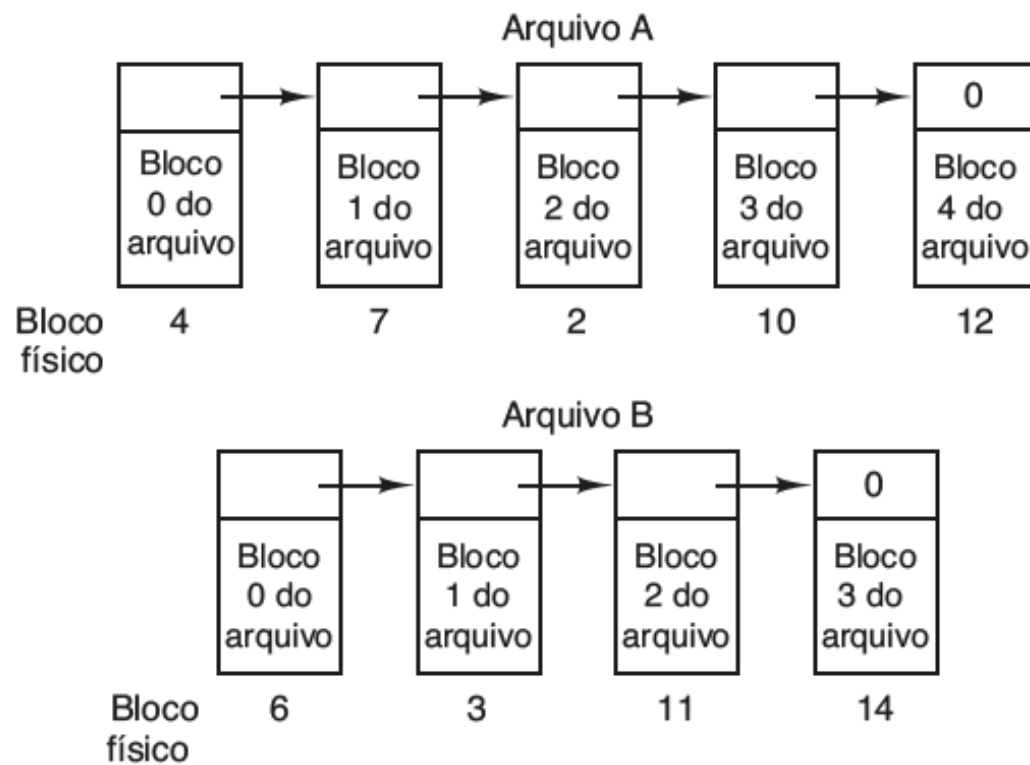 Arquivo A
0
Bloco
0 do
arquivo
Bloco
1 do
arquivo
Bloco
2 do
arquivo
Bloco
3 do
arquivo
Bloco
4 do
arquivo
Bloco
físico
4 7 2 10 12
Arquivo B
0
Bloco
0 do
arquivo
Bloco
1 do
arquivo
Bloco
2 do
arquivo
Bloco
3 do
arquivo
Bloco
físico
6 3 11 14